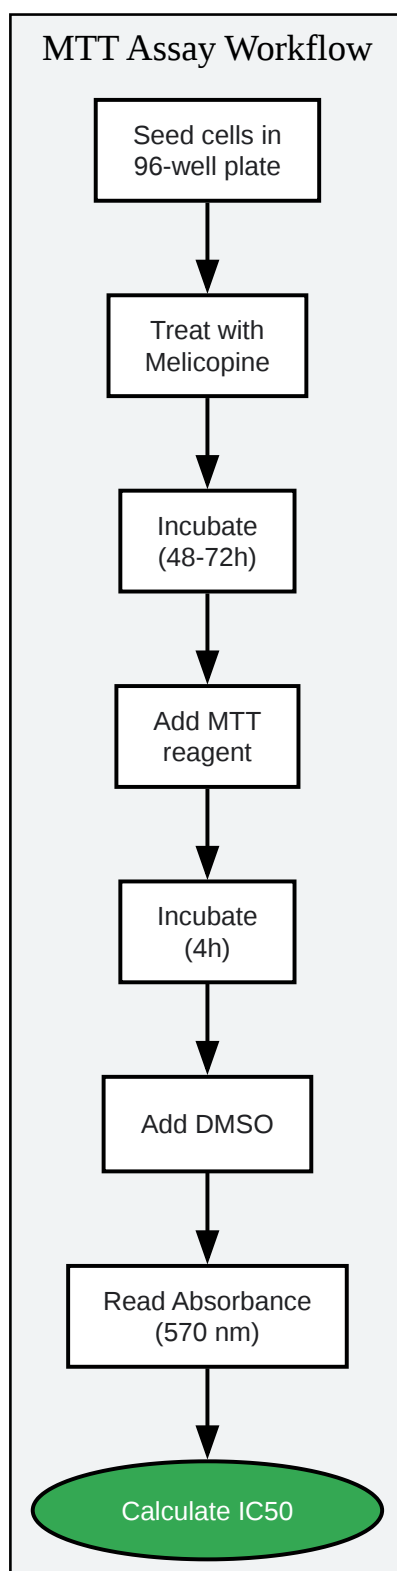 MTT Assay Workflow
Seed cells in
96-well plate
Treat with
Melicopine
Incubate
(48-72h)
Add MTT
reagent
Incubate
(4h)
Add DMSO
Read Absorbance
(570 nm)
Calculate IC50